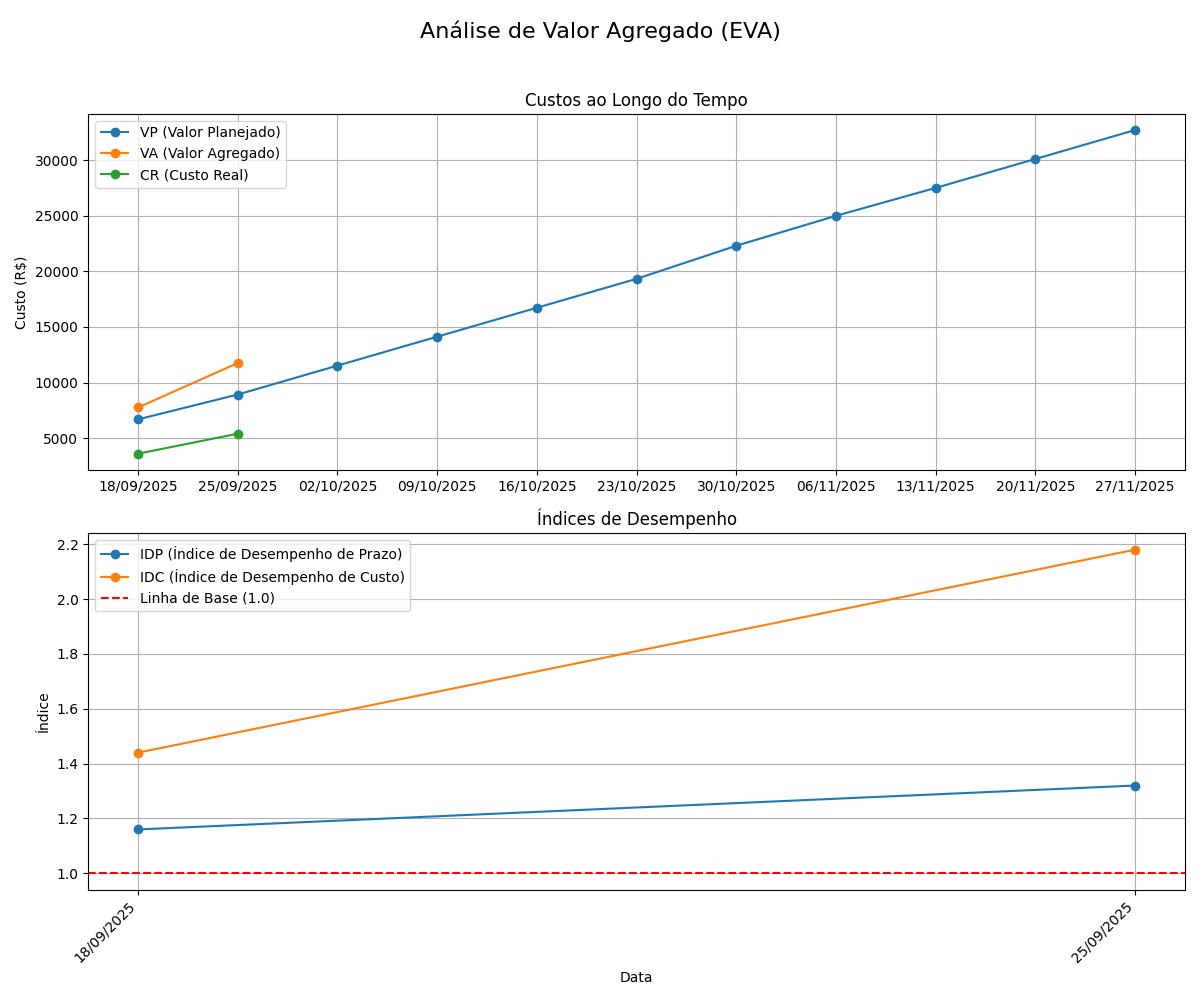 Análise de Valor Agregado (EVA)
Custos ao Longo do Tempo
VP (Valor Planejado)
VA (Valor Agregado)
CR (Custo Real)
Custo (R$)
30000
25000
20000
15000
10000
5000
18/09/2025 25/09/2025 02/10/2025 09/10/2025 16/10/2025 23/10/2025 30/10/2025 06/11/2025 13/11/2025 20/11/2025 27/11/2025
Índices de Desempenho
IDP (Índice de Desempenho de Prazo)
IDC (Índice de Desempenho de Custo)
Linha de Base (1.0)
Índice
2.2
2.0
1.8
1.6
1.4
1.2
1.0
18/09/2025 25/09/2025
Data